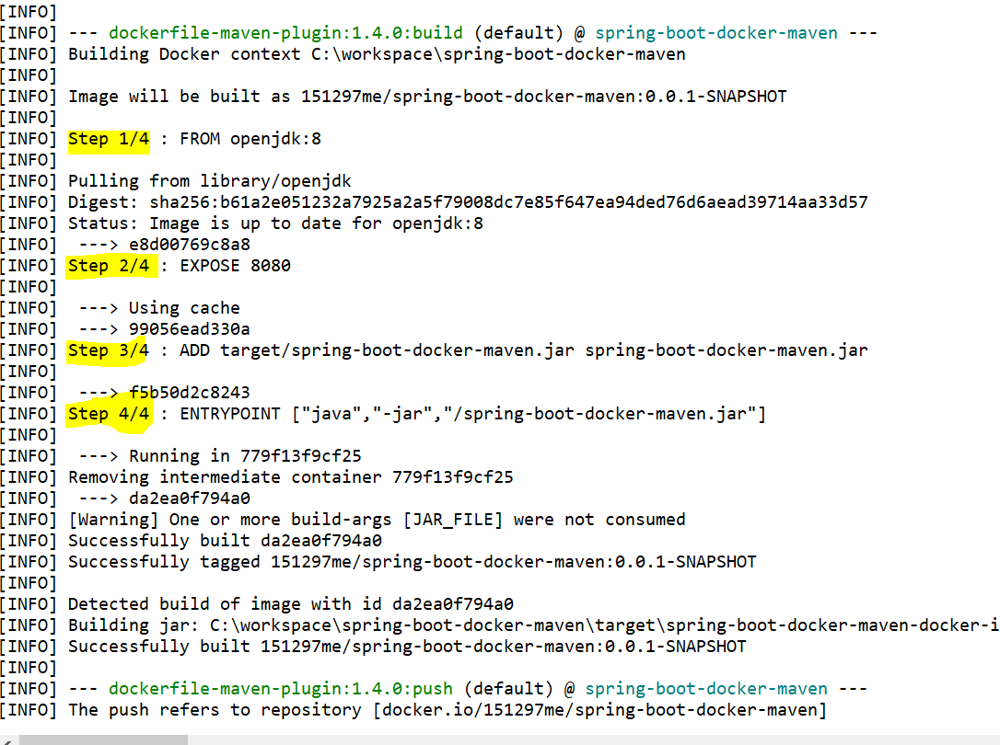 [INFO]
[INFO] --- dockerfile-maven-plugin:1.4.0:build (default) @ spring-boot-docker-maven ---
[INFO] Building Docker context C:\workspace\spring-boot-docker-maven
[INFO]
[INFO] Image will be built as 151297me/spring-boot-docker-maven:0.0.1-SNAPSHOT
[INFO]
[INFO] Step 1/4 : FROM openjdk:8
[INFO]
[INFO] Pulling from library/openjdk
[INFO] Digest: sha256:b61a2e051232a7925a2a5f79008dc7e85f647ea94ded76d6aead39714aa33d57
[INFO] Status: Image is up to date for openjdk:8
[INFO]  ---> e8d00769c8a8
[INFO] Step 2/4 : EXPOSE 8080
[INFO]
[INFO]  ---> Using cache
[INFO]  ---> 99056ead330a
[INFO] Step 3/4 : ADD target/spring-boot-docker-maven.jar spring-boot-docker-maven.jar
[INFO]
[INFO]  ---> f5b50d2c8243
[INFO] Step 4/4 : ENTRYPOINT ["java","-jar","/spring-boot-docker-maven.jar"]
[INFO]
[INFO]  ---> Running in 779f13f9cf25
[INFO] Removing intermediate container 779f13f9cf25
[INFO]  ---> da2ea0f794a0
[INFO] [Warning] One or more build-args [JAR_FILE] were not consumed
[INFO] Successfully built da2ea0f794a0
[INFO] Successfully tagged 151297me/spring-boot-docker-maven:0.0.1-SNAPSHOT
[INFO]
[INFO] Detected build of image with id da2ea0f794a0
[INFO] Building jar: C:\workspace\spring-boot-docker-maven\target\spring-boot-docker-maven-docker-i
[INFO] Successfully built 151297me/spring-boot-docker-maven:0.0.1-SNAPSHOT
[INFO]
[INFO] --- dockerfile-maven-plugin:1.4.0:push (default) @ spring-boot-docker-maven ---
[INFO] The push refers to repository [docker.io/151297me/spring-boot-docker-maven]